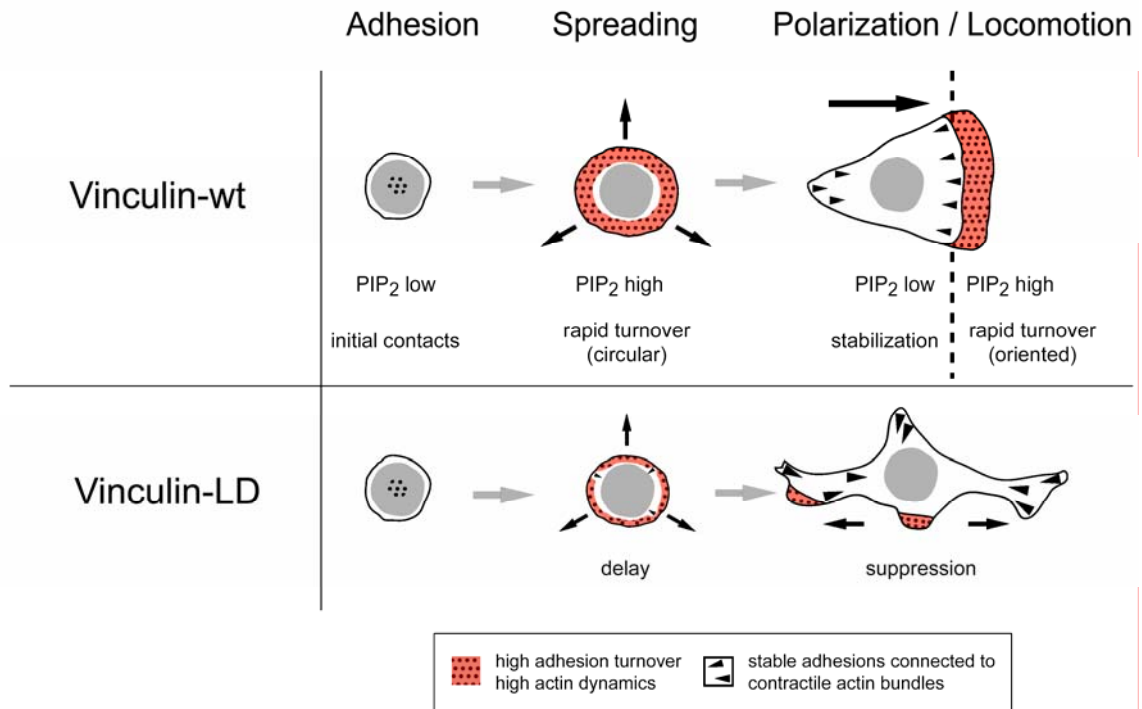 Adhesion Spreading Polarization / Locomotion
Vinculin-wt
PIP₂ low PIP₂ high PIP₂ low PIP₂ high
initial contacts rapid turnover stabilization rapid turnover
(circular) (oriented)
Vinculin-LD
delay suppression
high adhesion turnover stable adhesions connected to
high actin dynamics contractile actin bundles